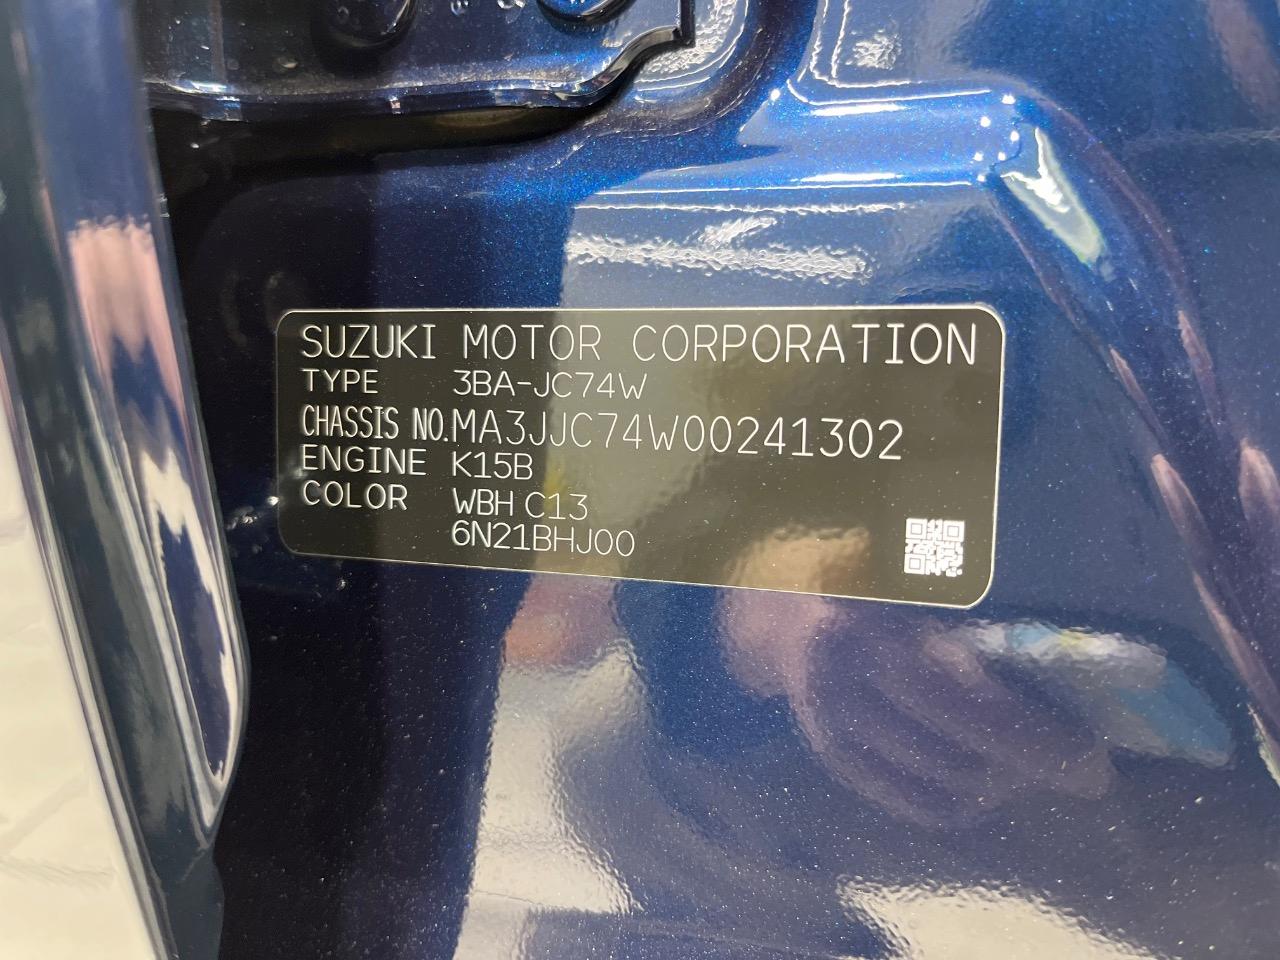 SUZUKI MOTOR CORPORATION
TYPE 3BA-JC74W
CHASSIS NO. MA3JJC74W00241302
ENGINE K15B
COLOR WBH C13
6N21BHJ00